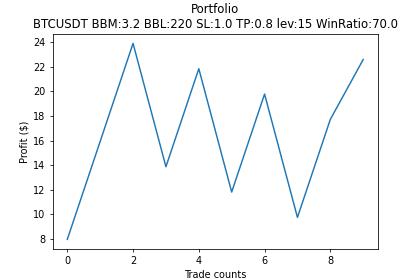 Portfolio
BTCUSDT BBM:3.2 BBL:220 SL:1.0 TP:0.8 lev:15 WinRatio:70.0
24
22
20
18
16
14
12
10
8
Profit ($)
0 2 4 6 8
Trade counts